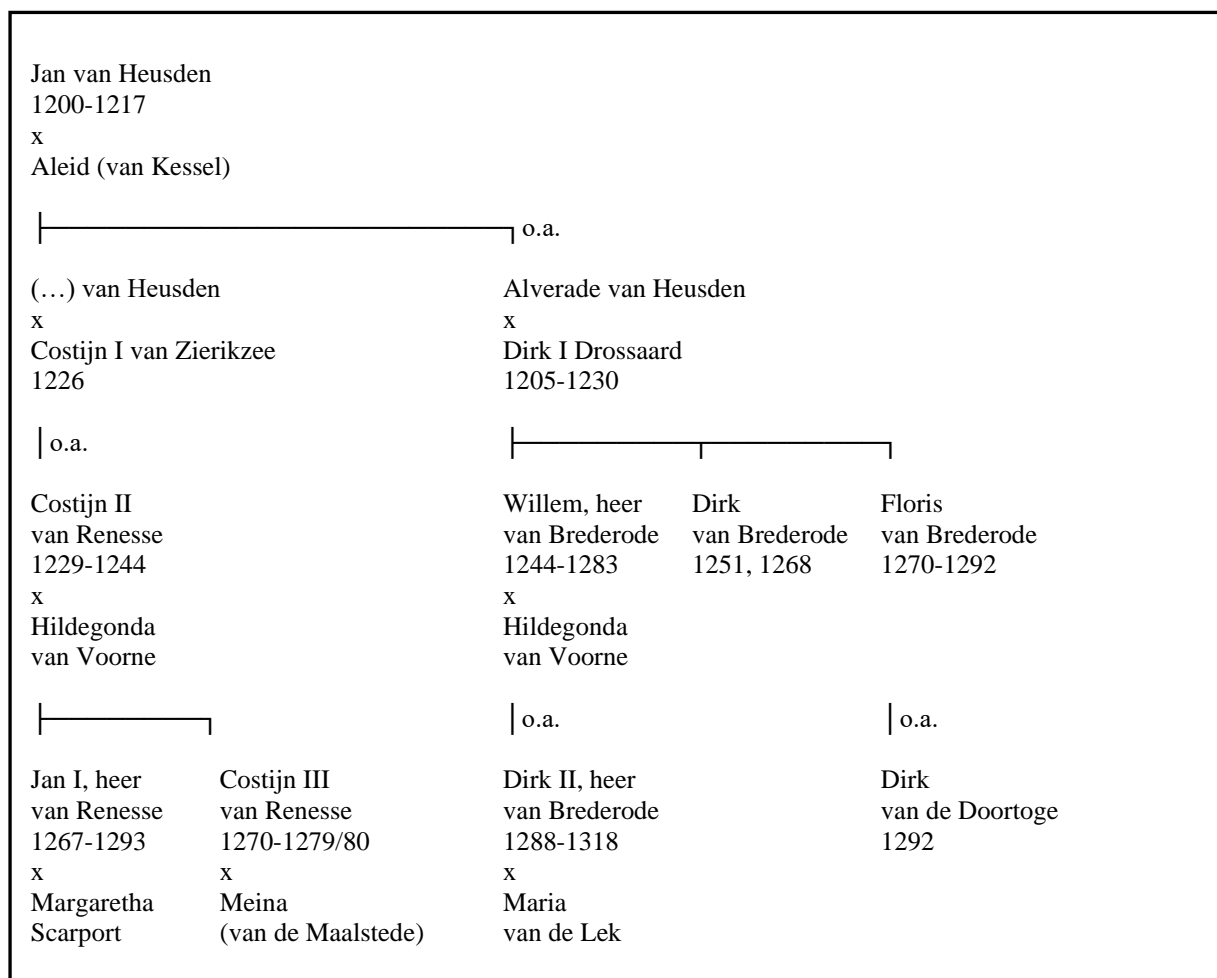 Jan van Heusden
1200-1217
x
Aleid (van Kessel)
o.a.
(…) van Heusden Alverade van Heusden
x x
Costijn I van Zierikzee Dirk I Drossaard
1226 1205-1230
o.a.
Costijn II Willem, heer Dirk Floris
van Renesse van Brederode van Brederode van Brederode
1229-1244 1244-1283 1251, 1268 1270-1292
x x
Hildegonda Hildegonda
van Voorne van Voorne
o.a. o.a.
Jan I, heer Costijn III Dirk II, heer Dirk
van Renesse van Renesse van Brederode van de Doortoge
1267-1293 1270-1279/80 1288-1318 1292
x x x
Margaretha Meina Maria
Scarport (van de Maalstede) van de Lek